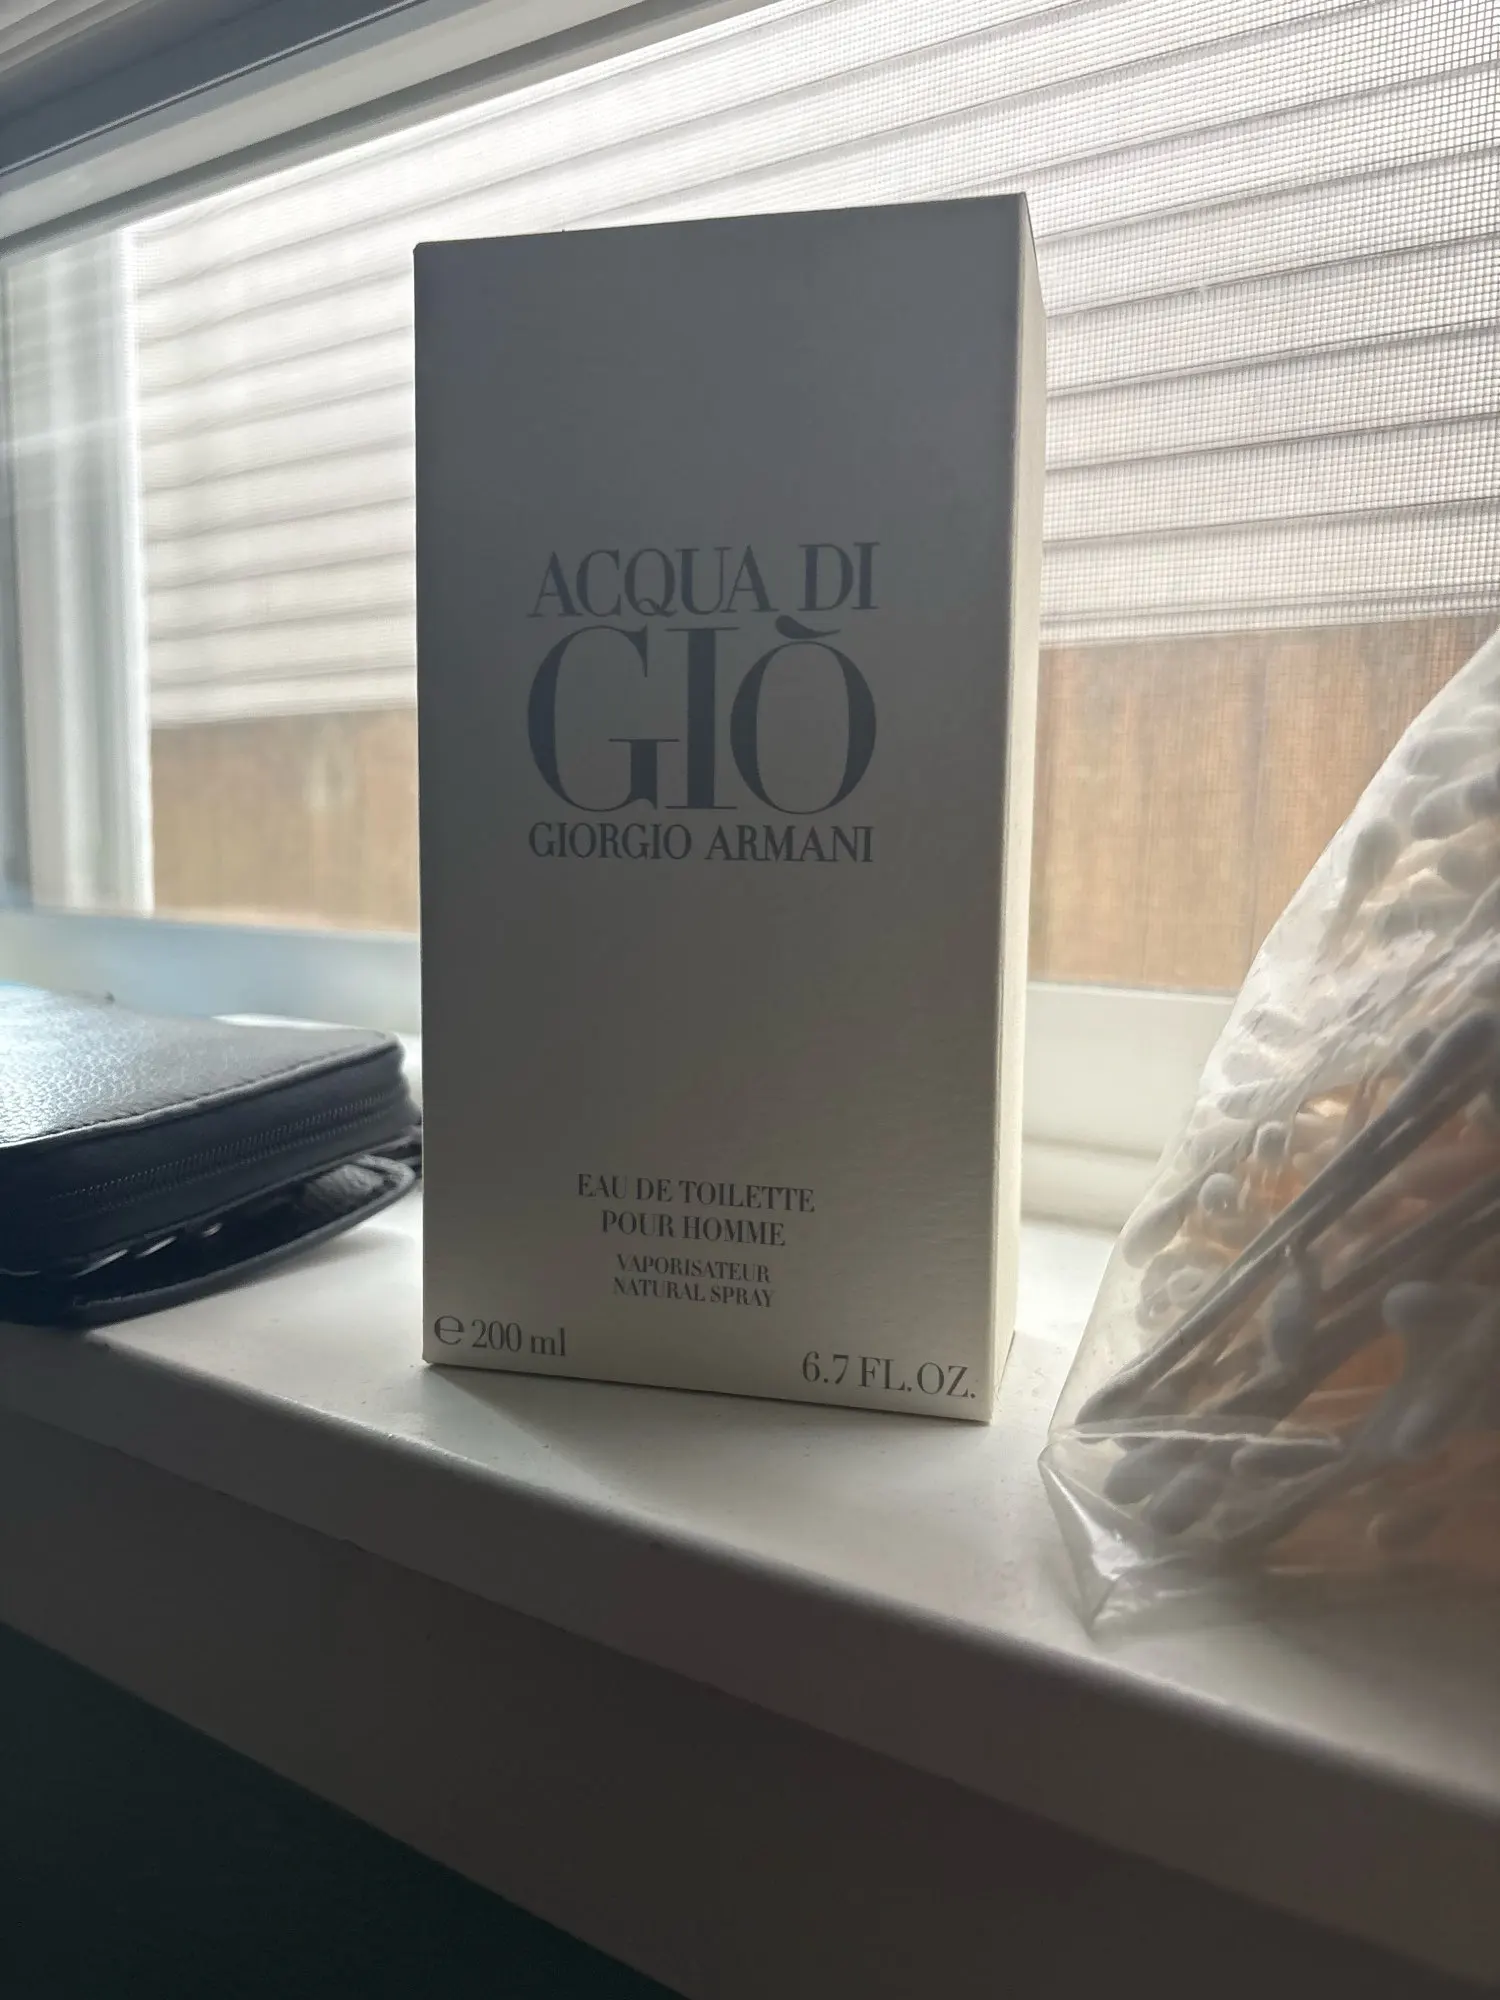 ACQUA DI
GIÒ
GIORGIO ARMANI
EAU DE TOILETTE
POUR HOMME
VAPORISATEUR
NATURAL SPRAY
℮ 200 ml
6.7 FL.OZ.